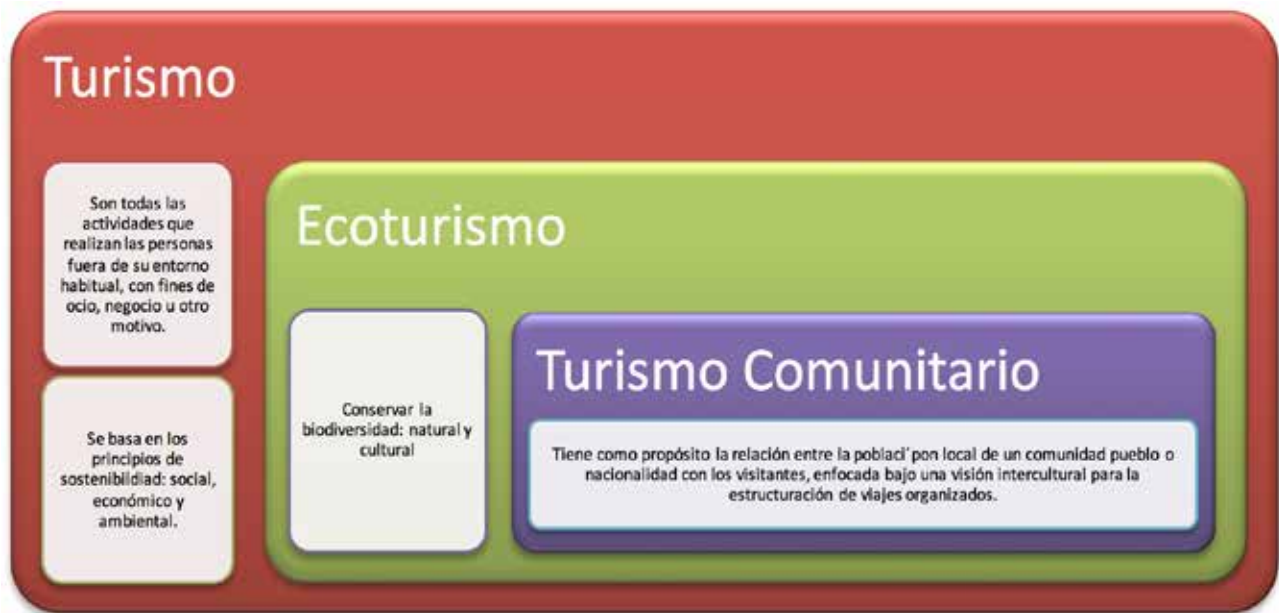 Turismo
Son todas las
actividades que
realizan las personas
fuera de su entorno
habitual, con fines de
ocio, negocio u otro
motivo.
Se basa en los
principios de
sostenibildiad: social,
económico y
ambiental.
Ecoturismo
Conservar la
biodiversidad: natural y
cultural
Turismo Comunitario
Tiene como propósito la relación entre la poblaci´pon local de un comunidad pueblo o
nacionalidad con los visitantes, enfocada bajo una visión intercultural para la
estructuración de viajes organizados.